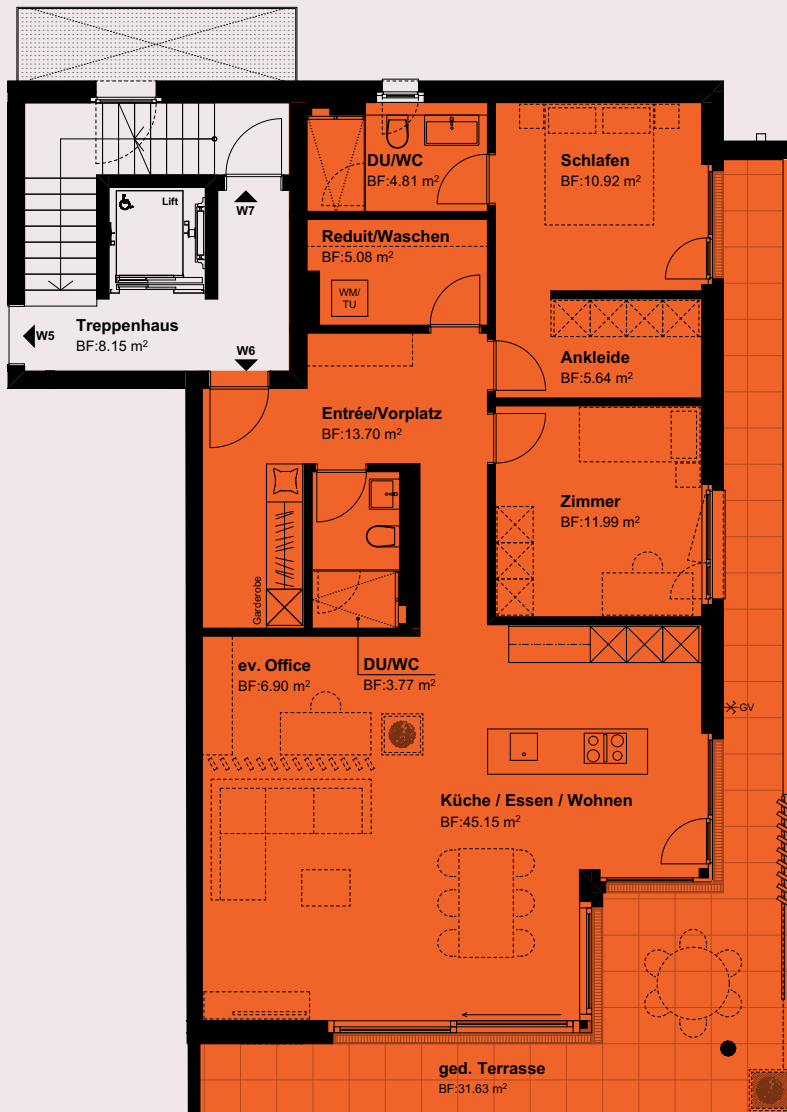 DU/WC
BF:4.81 m²
Schlafen
BF:10.92 m²
Lift
W7
Reduit/Waschen
BF:5.08 m²
WM/
TU
Treppenhaus
BF:8.15 m²
W5
W6
Ankleide
BF:5.64 m²
Entrée/Vorplatz
BF:13.70 m²
Zimmer
BF:11.99 m²
Garderobe
ev. Office
BF:6.90 m²
DU/WC
BF:3.77 m²
GV
Küche / Essen / Wohnen
BF:45.15 m²
ged. Terrasse
BF:31.63 m²